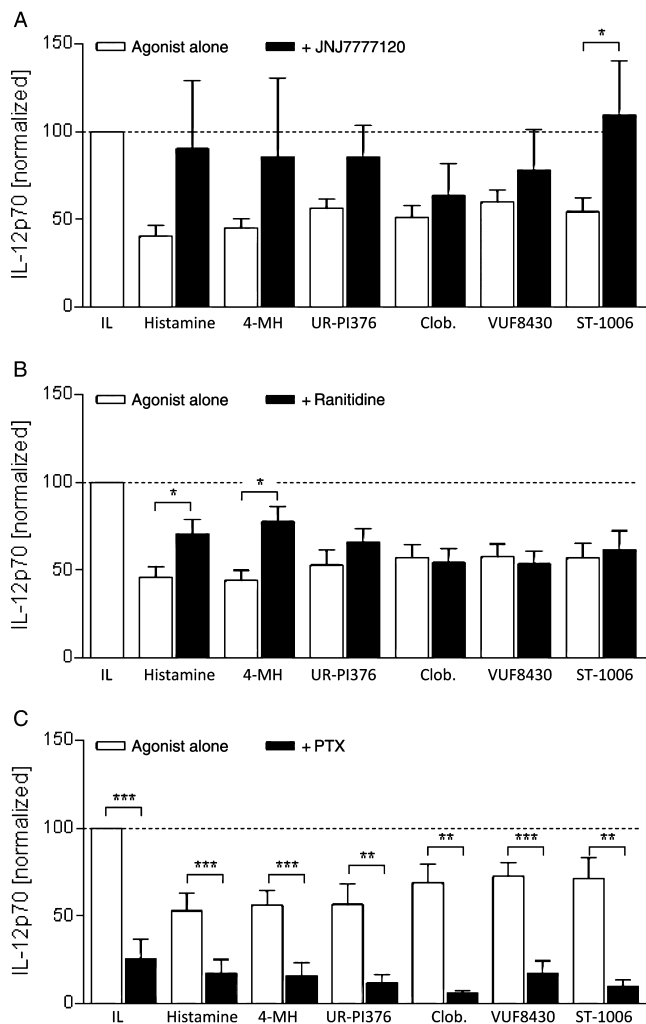 A
150
Agonist alone
+ JNJ7777120
*
100
50
0
IL-12p70 [normalized]
IL Histamine 4-MH UR-PI376 Clob. VUF8430 ST-1006
B
150
Agonist alone
+ Ranitidine
100
* *
50
0
IL-12p70 [normalized]
IL Histamine 4-MH UR-PI376 Clob. VUF8430 ST-1006
C
150
Agonist alone
+ PTX
***
100
*** *** ** ** *** **
50
0
IL-12p70 [normalized]
IL Histamine 4-MH UR-PI376 Clob. VUF8430 ST-1006